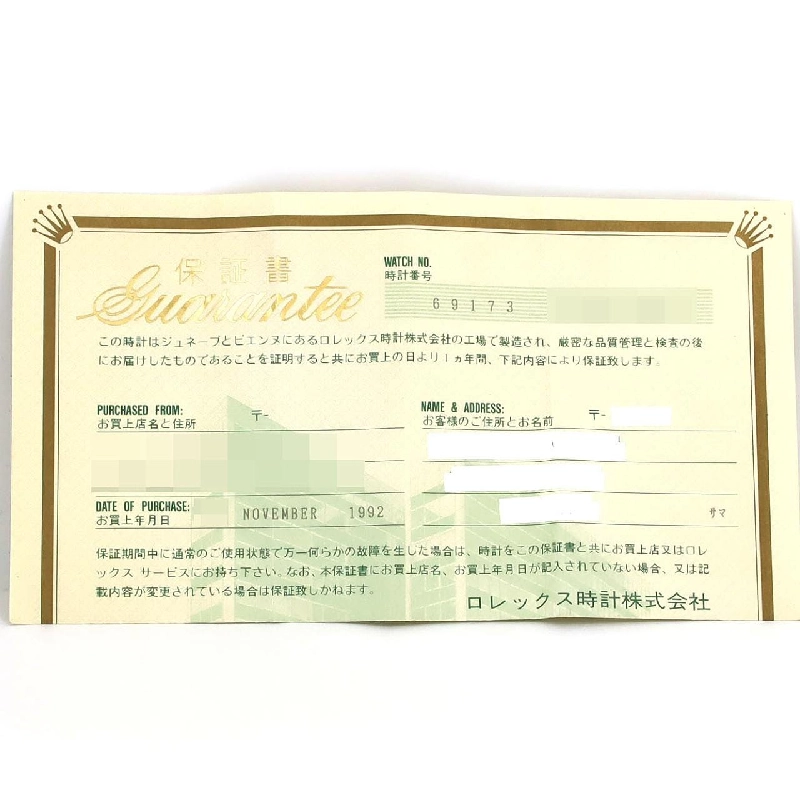 保証書
Guarantee
WATCH NO.
時計番号
69173
この時計はジュネーブとビエンヌにあるロレックス時計株式会社の工場で製造され、厳密な品質管理と検査の後
にお届けしたものであることを証明すると共にお買上の日より1ヵ年間、下記内容により保証致します。
PURCHASED FROM: 〒-
お買上店名と住所
NAME & ADDRESS: 〒-
お客様のご住所とお名前
DATE OF PURCHASE:
お買上年月日
NOVEMBER 1992
サマ
保証期間中に通常のご使用状態で万一何らかの故障を生した場合は、時計をこの保証書と共にお買上店又はロレ
ックス サービスにお持ち下さい。なお、本保証書にお買上店名、お買上年月日が記入されていない場合、又は記
載内容が変更されている場合は保証致しかねます。
ロレックス時計株式会社